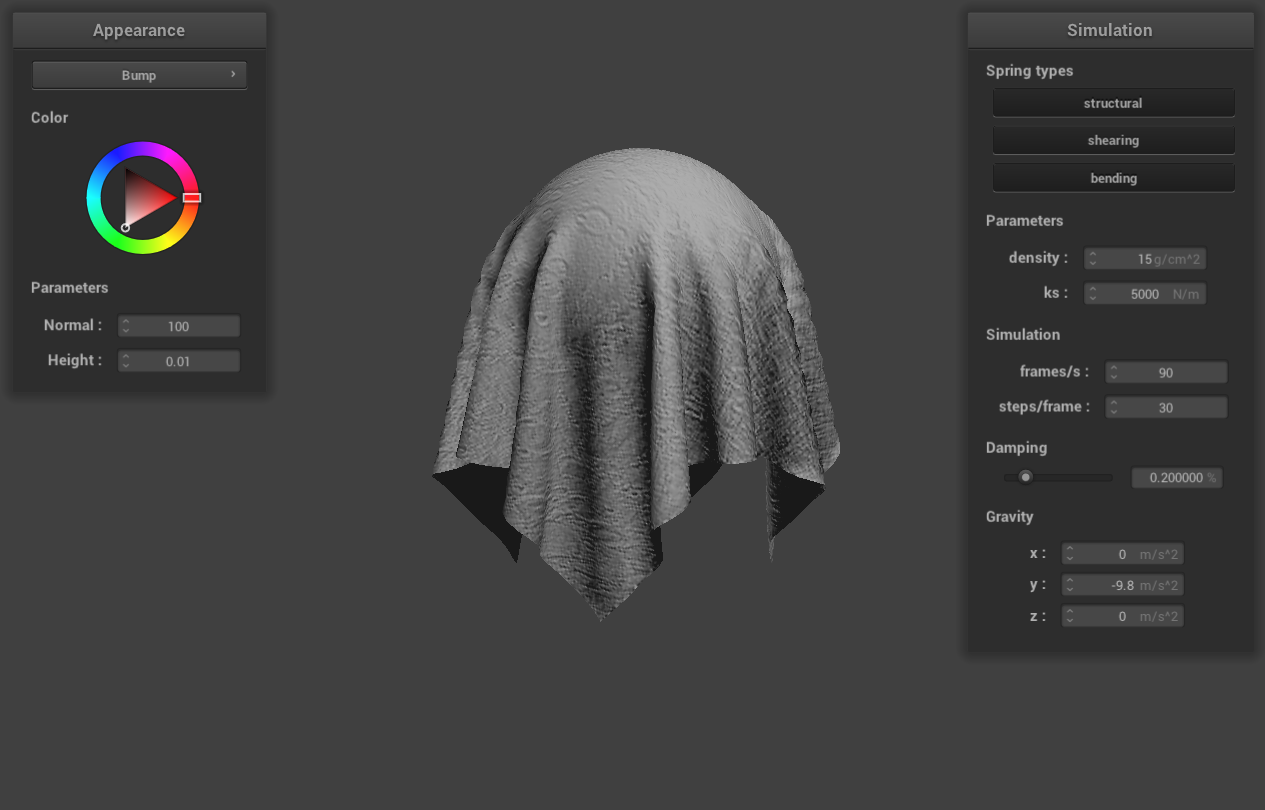 Appearance
Bump ›
Color
Parameters
Normal : 100
Height : 0.01
Simulation
Spring types
structural
shearing
bending
Parameters
density : 15 g/cm^2
ks : 5000 N/m
Simulation
frames/s : 90
steps/frame : 30
Damping
0.200000 %
Gravity
x : 0 m/s^2
y : -9.8 m/s^2
z : 0 m/s^2